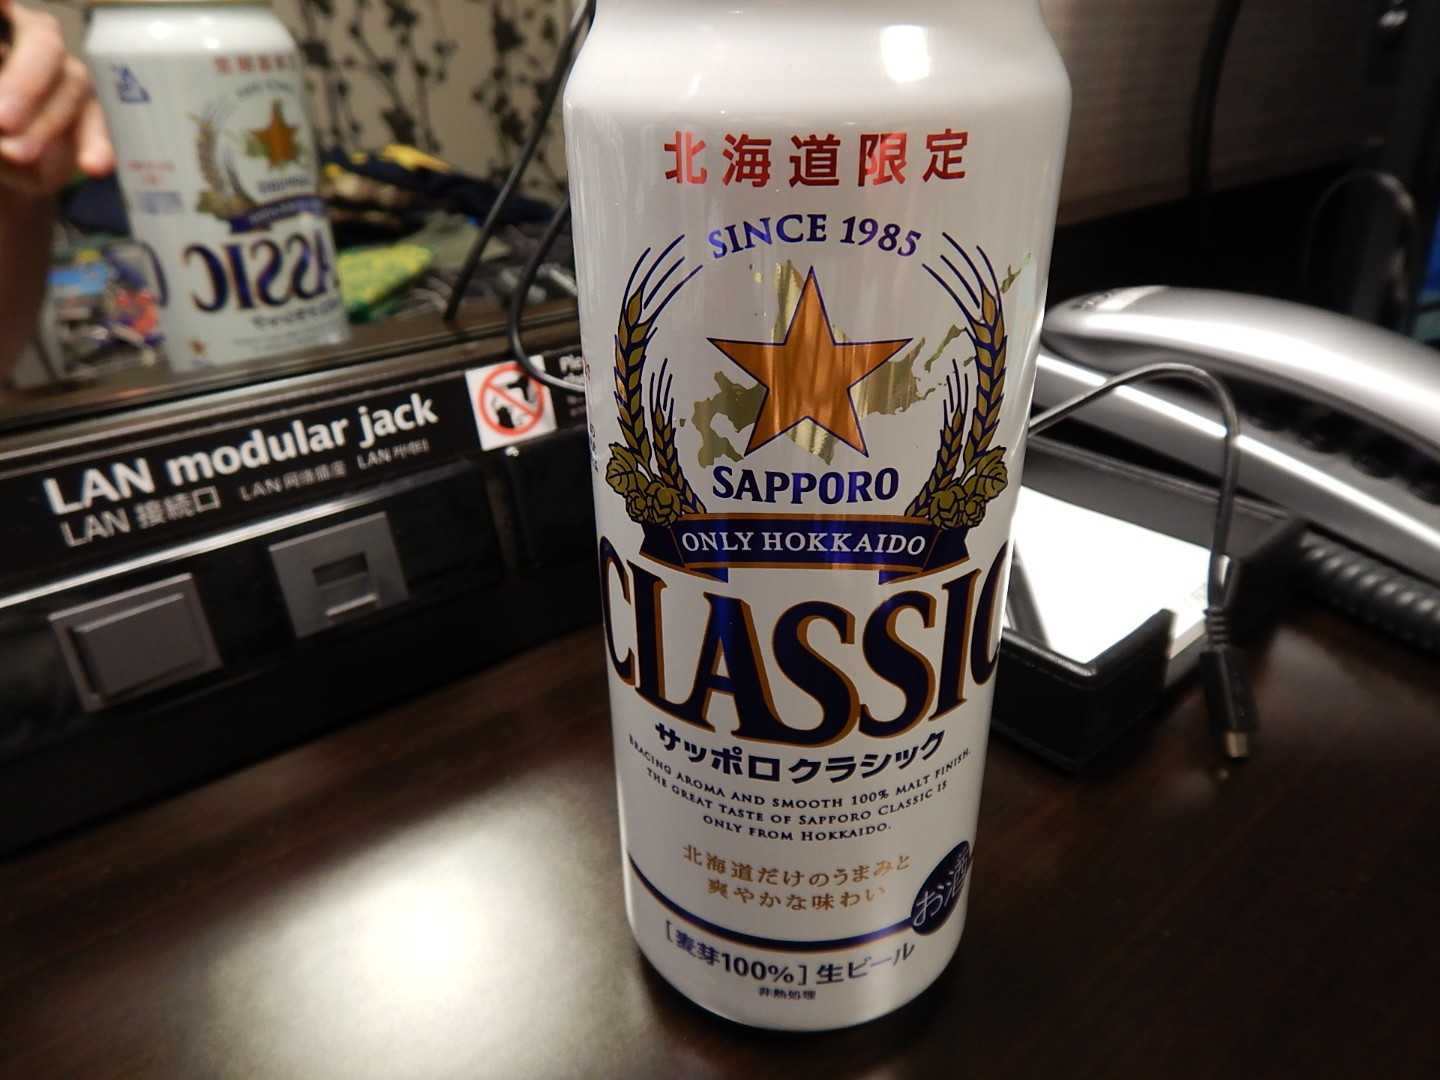 北海道限定
SINCE 1985
SAPPORO
ONLY HOKKAIDO
CLASSIC
サッポロクラシック
BRACING AROMA AND SMOOTH 100% MALT FINISH.
THE GREAT TASTE OF SAPPORO CLASSIC IS
ONLY FROM HOKKAIDO.
北海道だけのうまみと
爽やかな味わい
お酒
[麦芽100%]生ビール
非熱処理
LAN modular jack
LAN 接続口